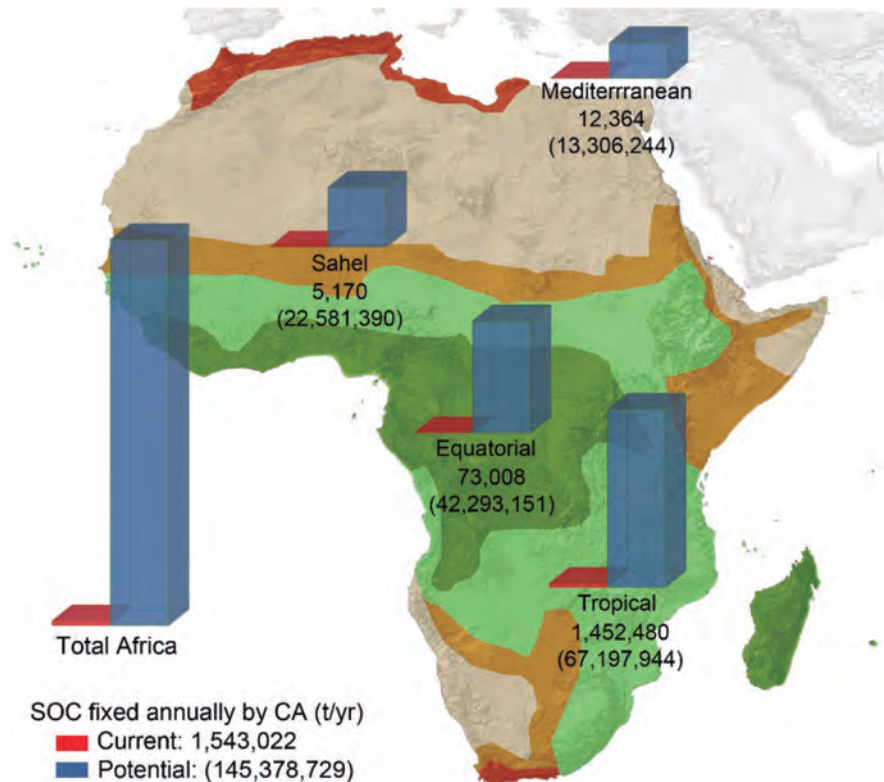 Mediterrranean
12,364
(13,306,244)
Sahel
5,170
(22,581,390)
Equatorial
73,008
(42,293,151)
Tropical
1,452,480
(67,197,944)
Total Africa
SOC fixed annually by CA (t/yr)
Current: 1,543,022
Potential: (145,378,729)